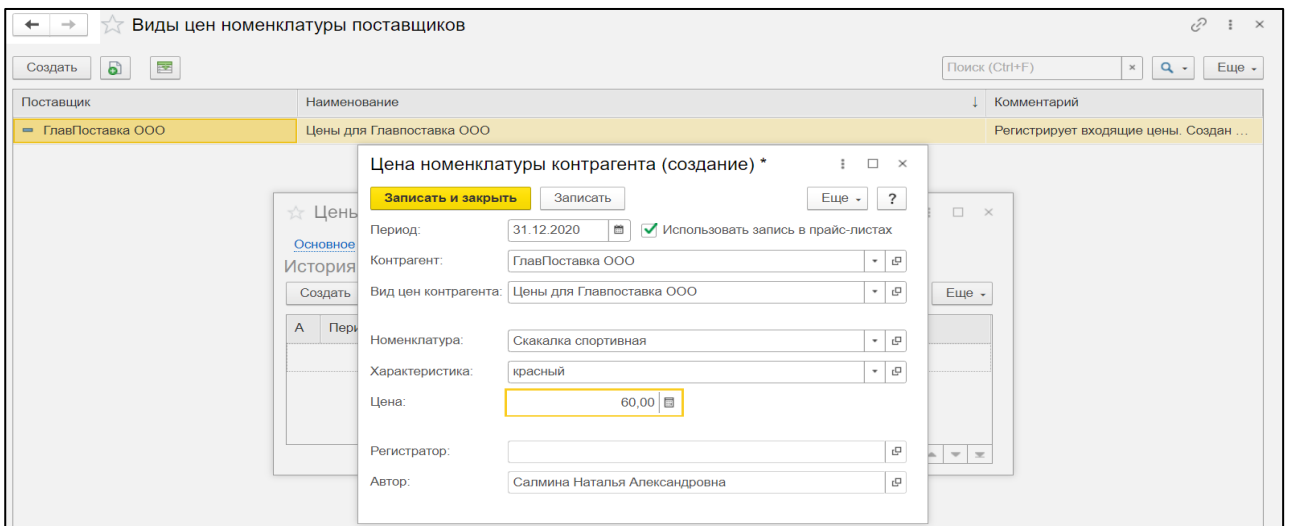 Виды цен номенклатуры поставщиков
Создать Поиск (Ctrl+F) × Еще
Поставщик Наименование ↓ Комментарий
ГлавПоставка ООО Цены для Главпоставка ООО Регистрирует входящие цены. Создан ...
Цена номенклатуры контрагента (создание) *
Записать и закрыть Записать Еще ?
Цены
Период: 31.12.2020 Использовать запись в прайс-листах
Основное
Контрагент: ГлавПоставка ООО
История
Создать Вид цен контрагента: Цены для Главпоставка ООО Еще
А Пери
Номенклатура: Скакалка спортивная
Характеристика: красный
Цена: 60,00
Регистратор:
Автор: Салмина Наталья Александровна